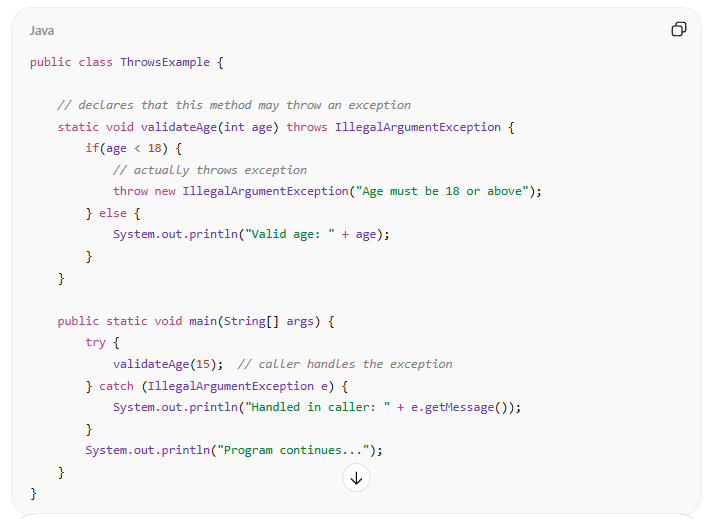 Java
public class ThrowsExample {
    // declares that this method may throw an exception
    static void validateAge(int age) throws IllegalArgumentException {
        if(age < 18) {
            // actually throws exception
            throw new IllegalArgumentException("Age must be 18 or above");
        } else {
            System.out.println("Valid age: " + age);
        }
    }
    public static void main(String[] args) {
        try {
            validateAge(15);  // caller handles the exception
        } catch (IllegalArgumentException e) {
            System.out.println("Handled in caller: " + e.getMessage());
        }
        System.out.println("Program continues...");
    }
}